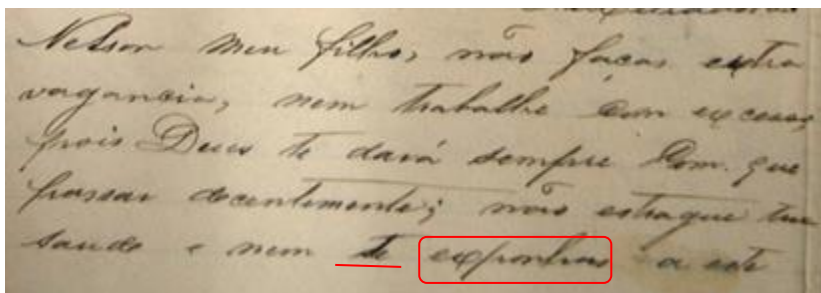 Nelson meu filho, não faças extra
vagancia, nem trabalhe com excesso,
pois Deus te dará sempre com que
passar decentemente; não estrague tua
saude e nem te exponhas a este